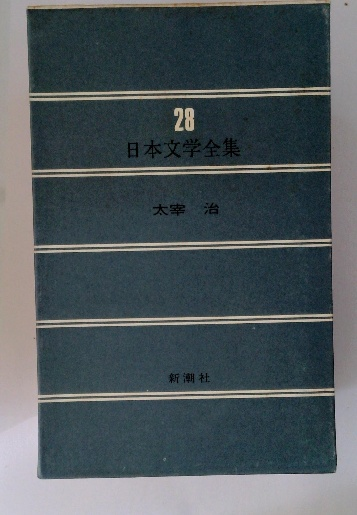 28
日本文学全集
太宰 治
新潮社